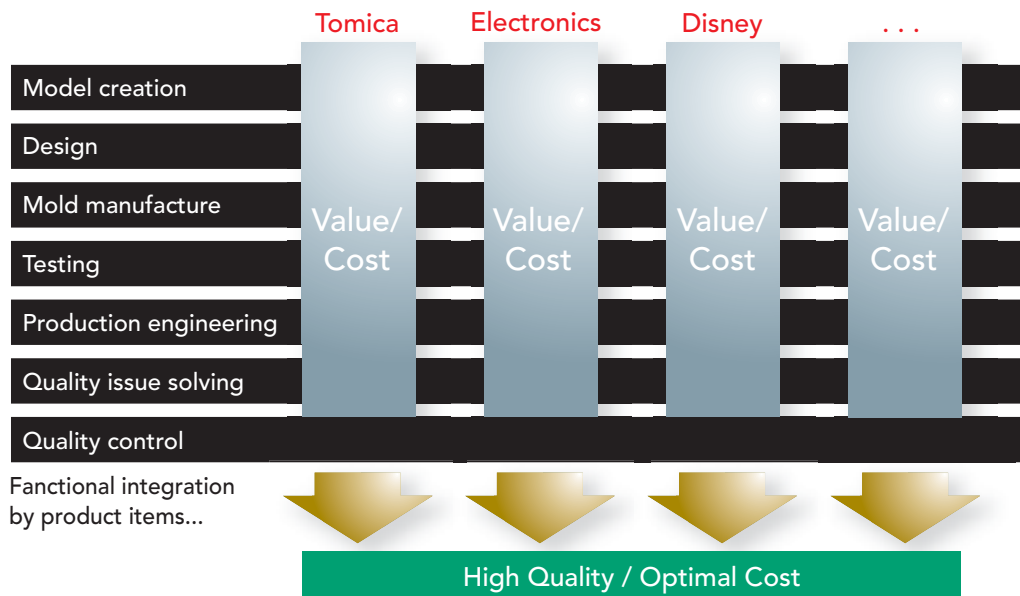 Tomica Electronics Disney . . .
Model creation
Design
Mold manufacture
Value/ Value/ Value/ Value/
Cost Cost Cost Cost
Testing
Production engineering
Quality issue solving
Quality control
Fanctional integration
by product items...
High Quality / Optimal Cost